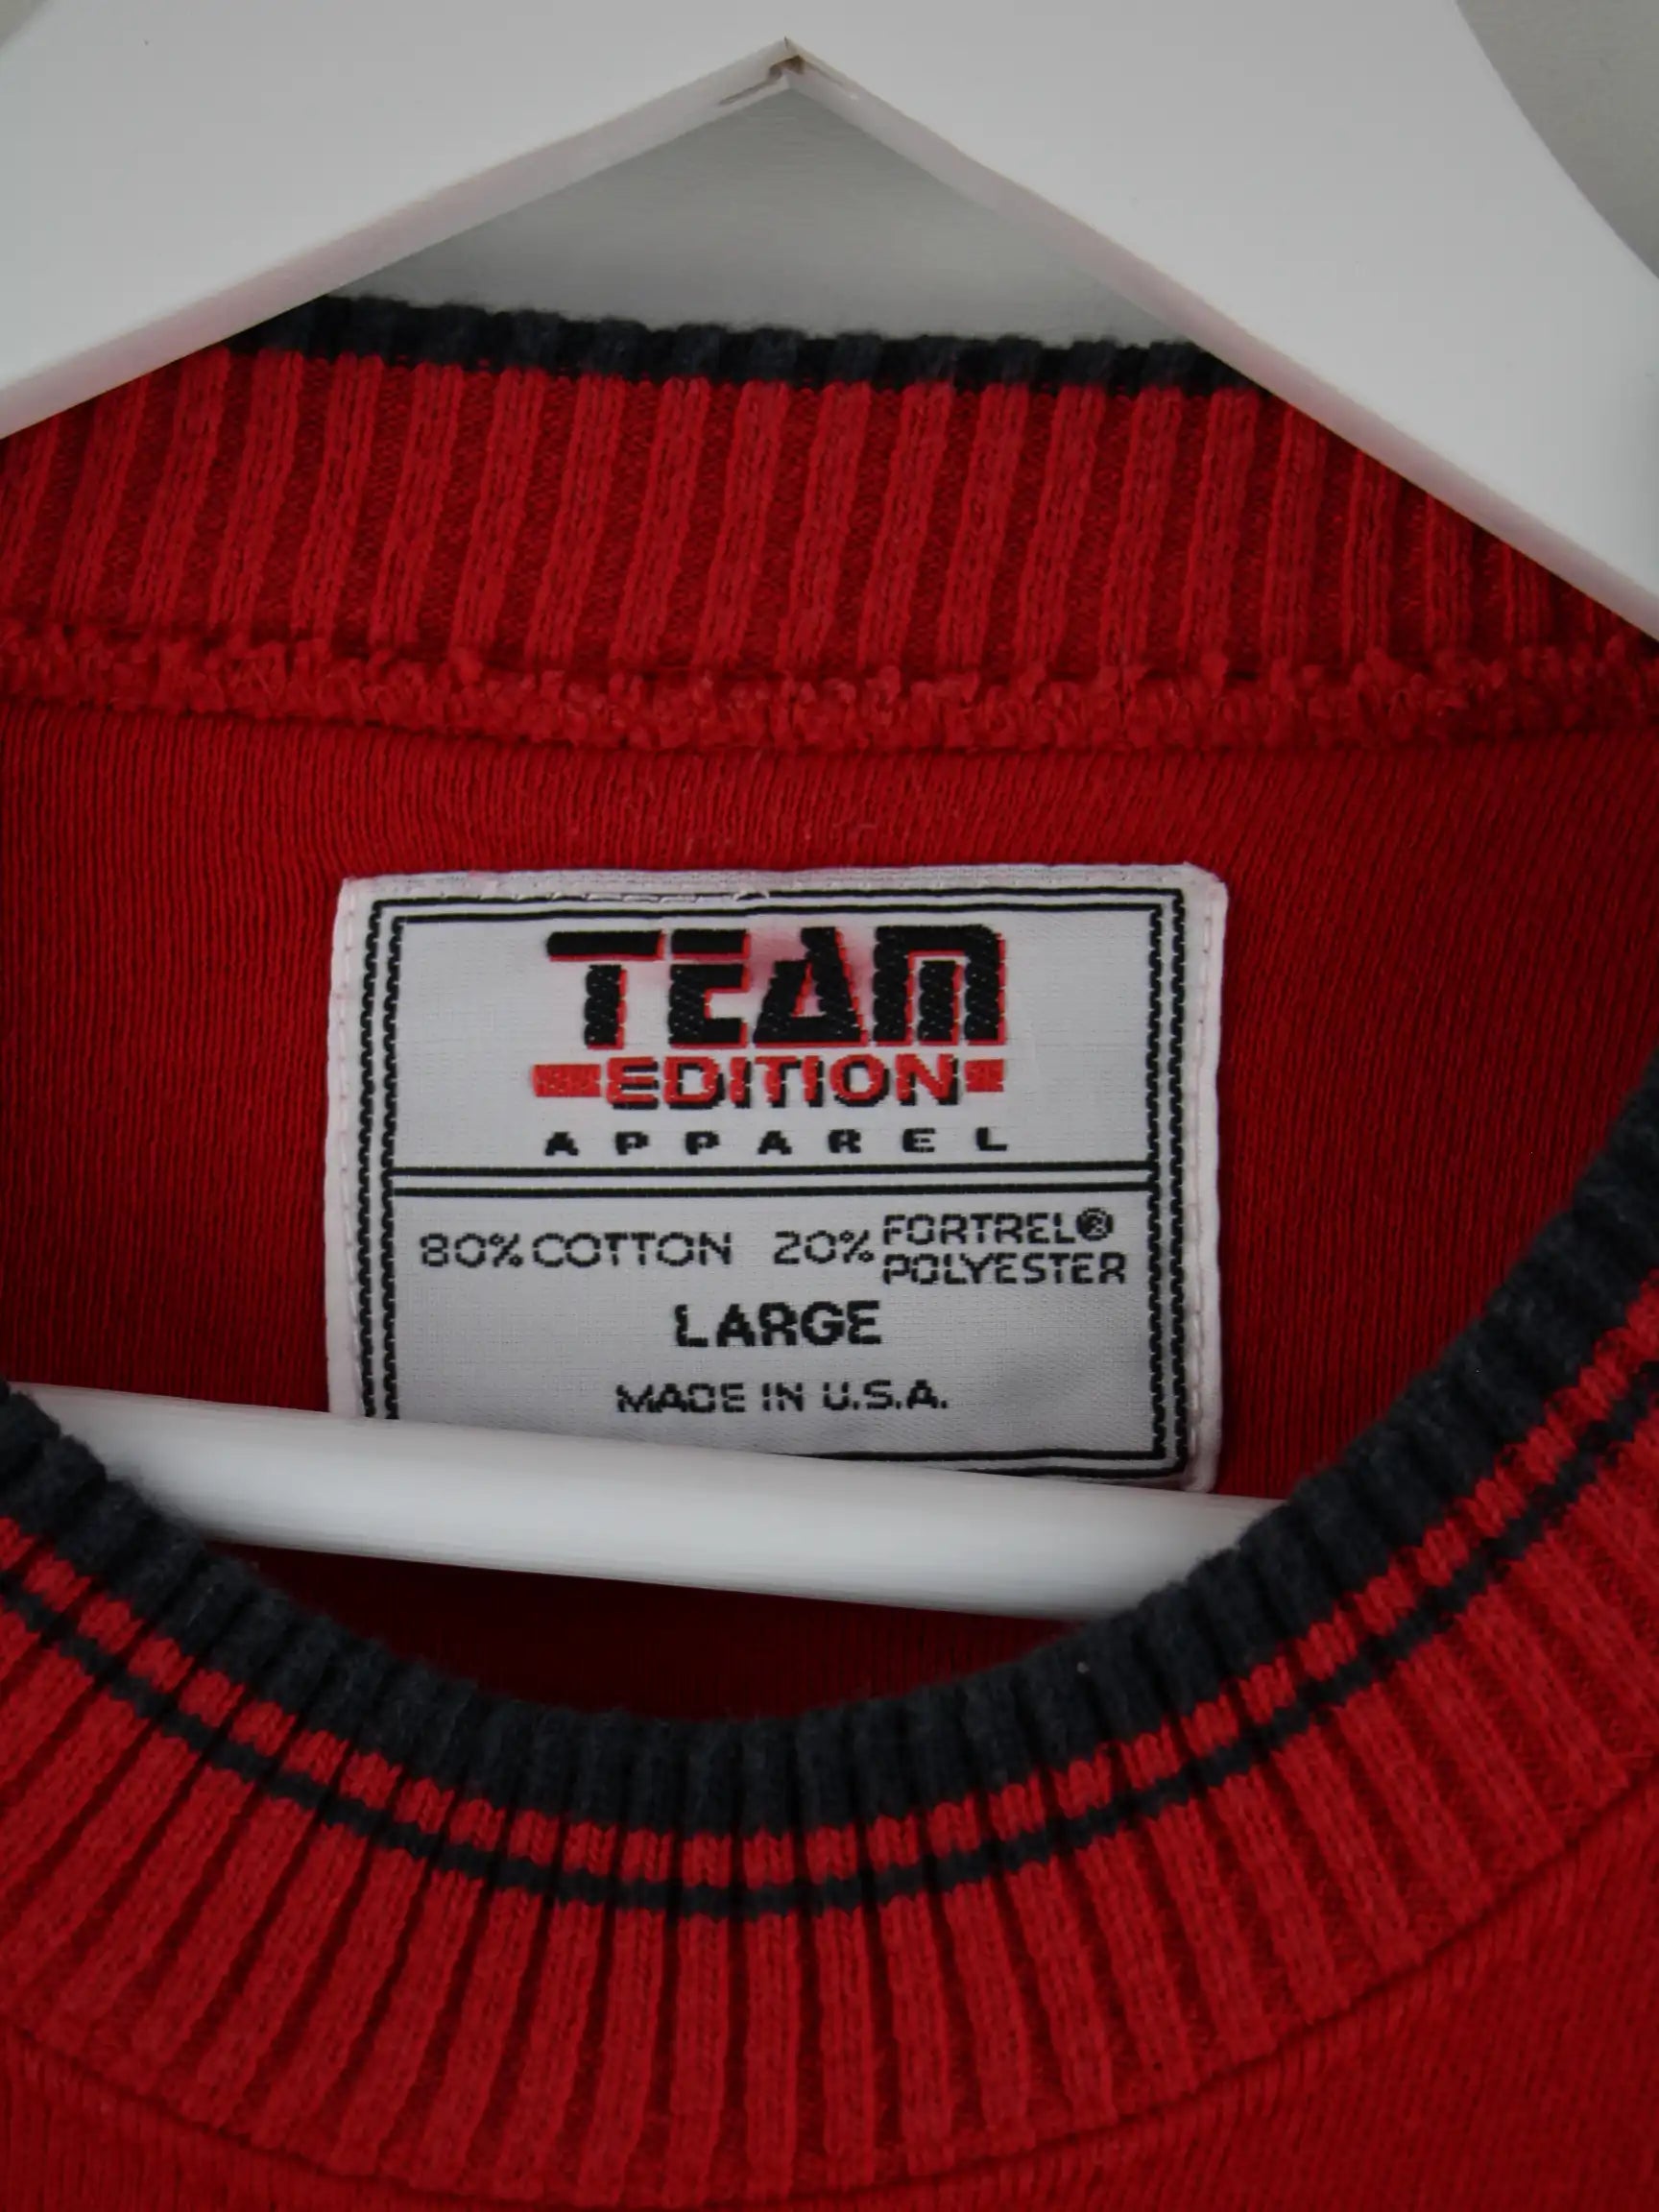 TEAM
EDITION
APPAREL
80% COTTON 20% FORTREL®
POLYESTER
LARGE
MADE IN U.S.A.